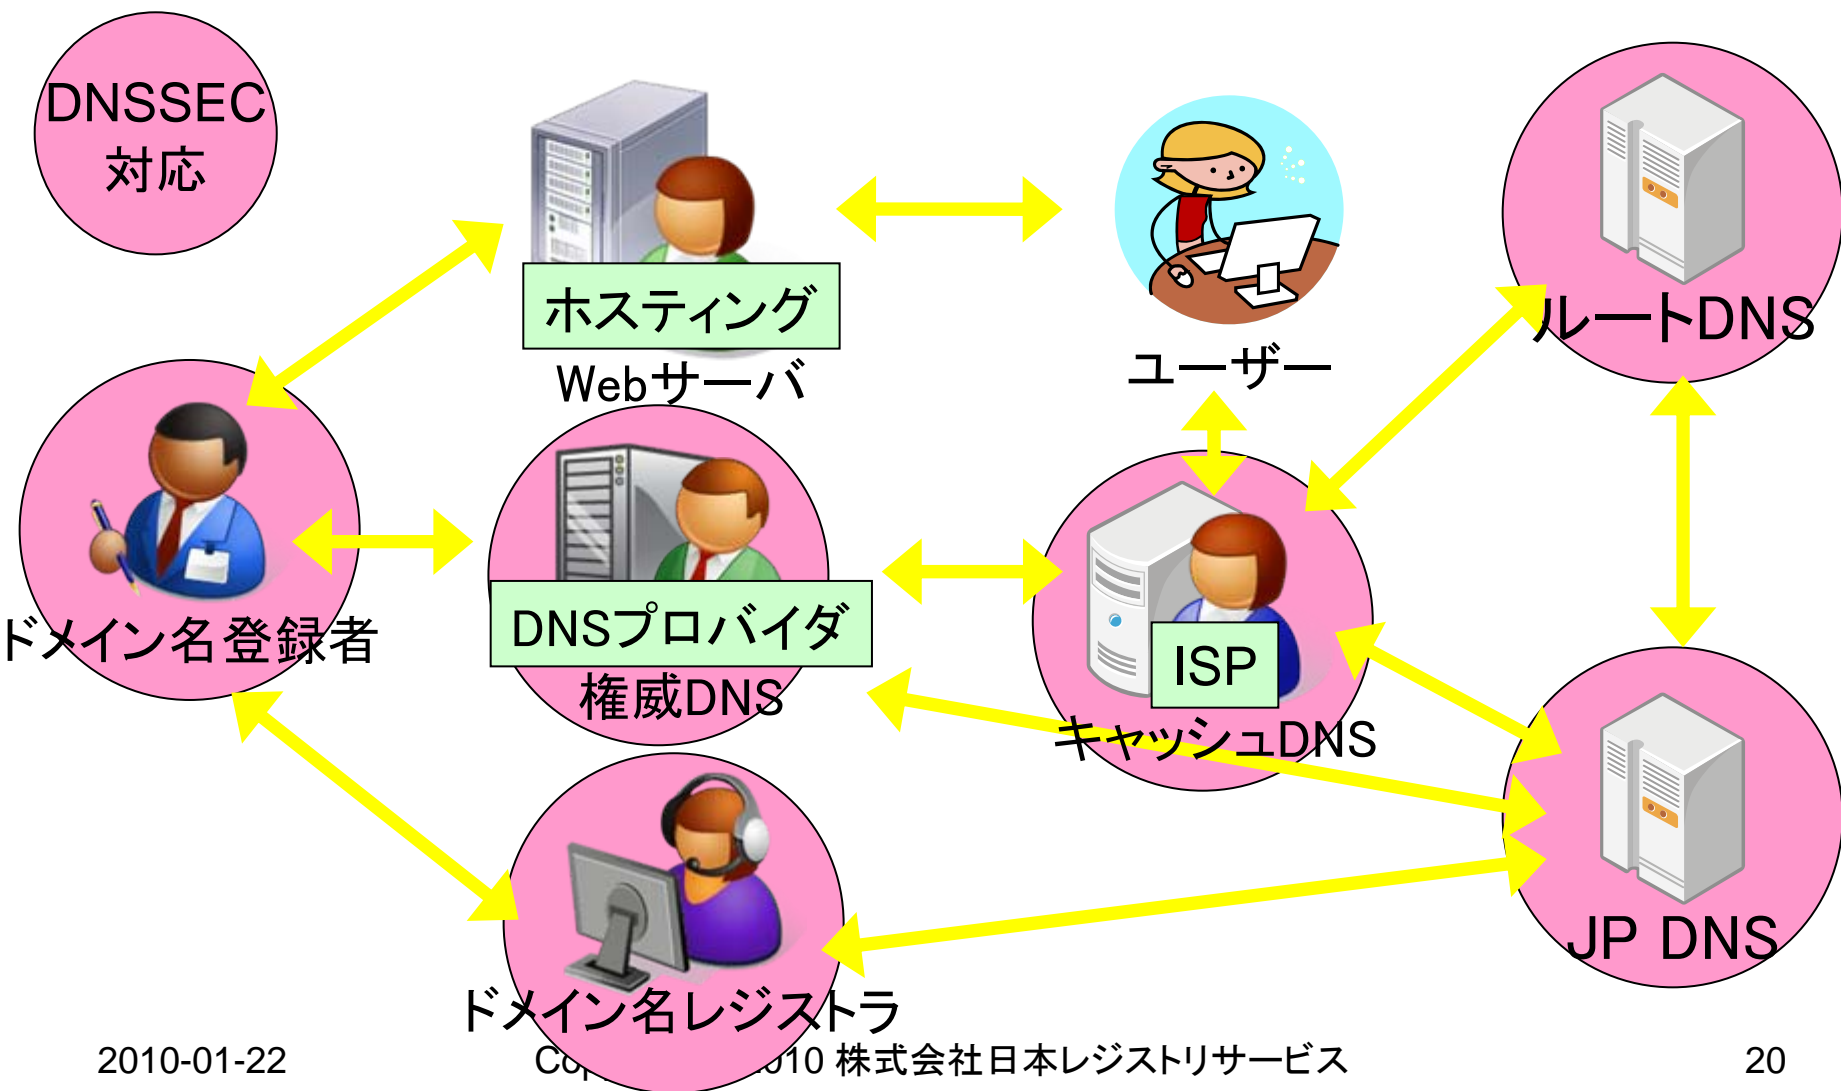 DNSSEC
対応
ホスティング
Webサーバ
ユーザー
ルートDNS
ドメイン名登録者
DNSプロバイダ
権威DNS
ISP
キャッシュDNS
JP DNS
ドメイン名レジストラ
2010-01-22
Co 010 株式会社日本レジストリサービス
20